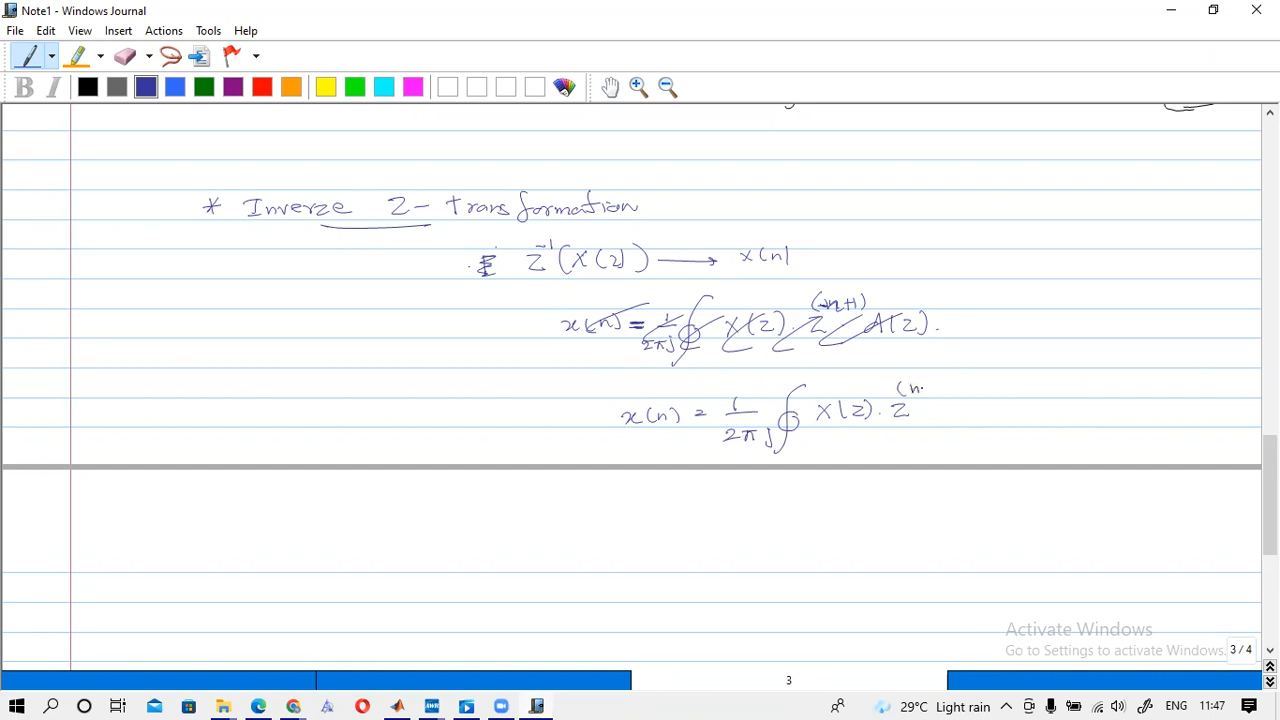 Note1 - Windows Journal
File Edit View Insert Actions Tools Help
B I
* Inverze Z - transformation
Z⁻¹(X(z)) → x(n)
x(n) = 1/2πj ∮ X(z) . Z^(-n+1) d(z).
x(n) = 1/2πj ∮ X(z) . Z^(n-
Activate Windows
Go to Settings to activate Windows.
3 / 4
3
29°C Light rain ENG 11:47